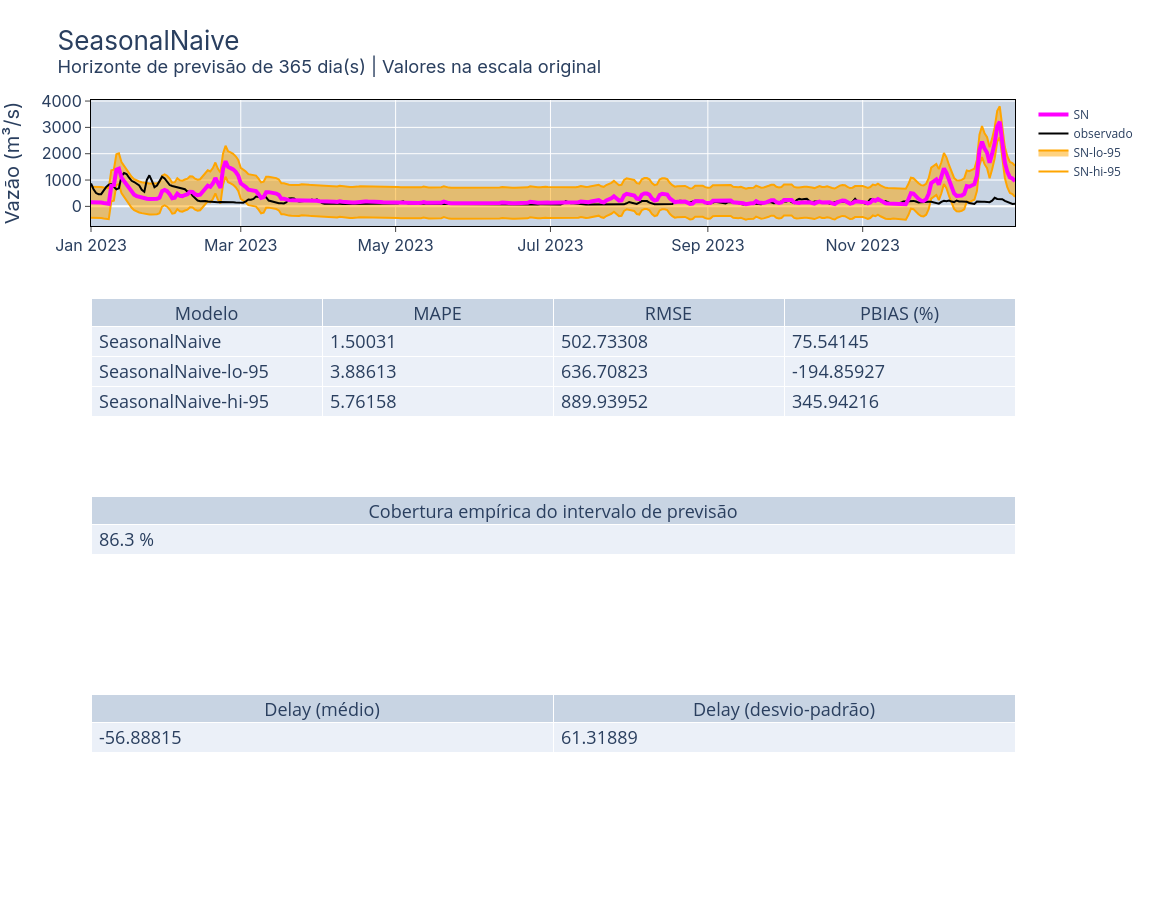 SeasonalNaive
Horizonte de previsão de 365 dia(s) | Valores na escala original
Vazão (m³/s)
4000
3000
2000
1000
0
Jan 2023 Mar 2023 May 2023 Jul 2023 Sep 2023 Nov 2023
SN
observado
SN-lo-95
SN-hi-95
Modelo MAPE RMSE PBIAS (%)
SeasonalNaive 1.50031 502.73308 75.54145
SeasonalNaive-lo-95 3.88613 636.70823 -194.85927
SeasonalNaive-hi-95 5.76158 889.93952 345.94216
Cobertura empírica do intervalo de previsão
86.3 %
Delay (médio) Delay (desvio-padrão)
-56.88815 61.31889